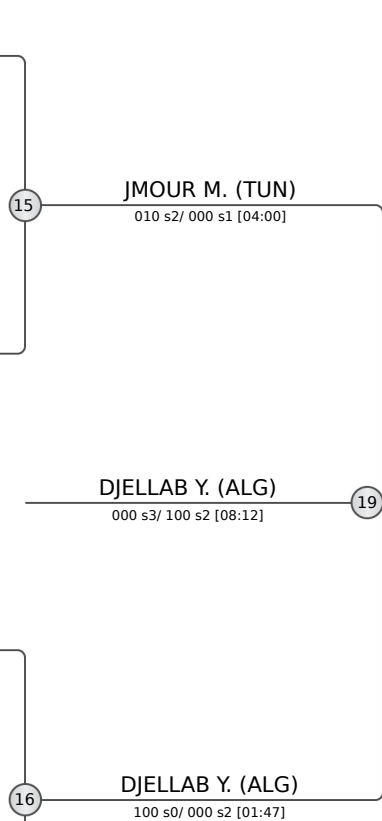 15
JMOUR M. (TUN)
010 s2/ 000 s1 [04:00]
DJELLAB Y. (ALG)
19
000 s3/ 100 s2 [08:12]
16
DJELLAB Y. (ALG)
100 s0/ 000 s2 [01:47]